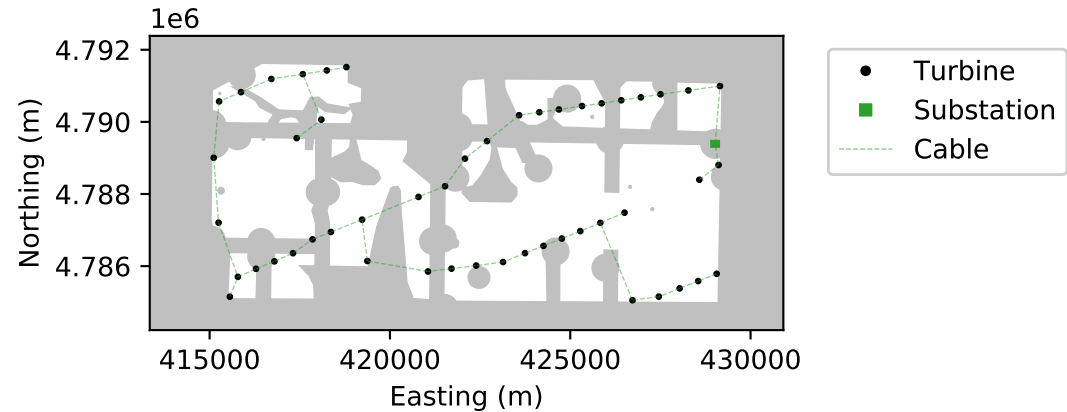 1e6
4.792
4.790
4.788
4.786
Northing (m)
415000 420000 425000 430000
Easting (m)
Turbine
Substation
Cable